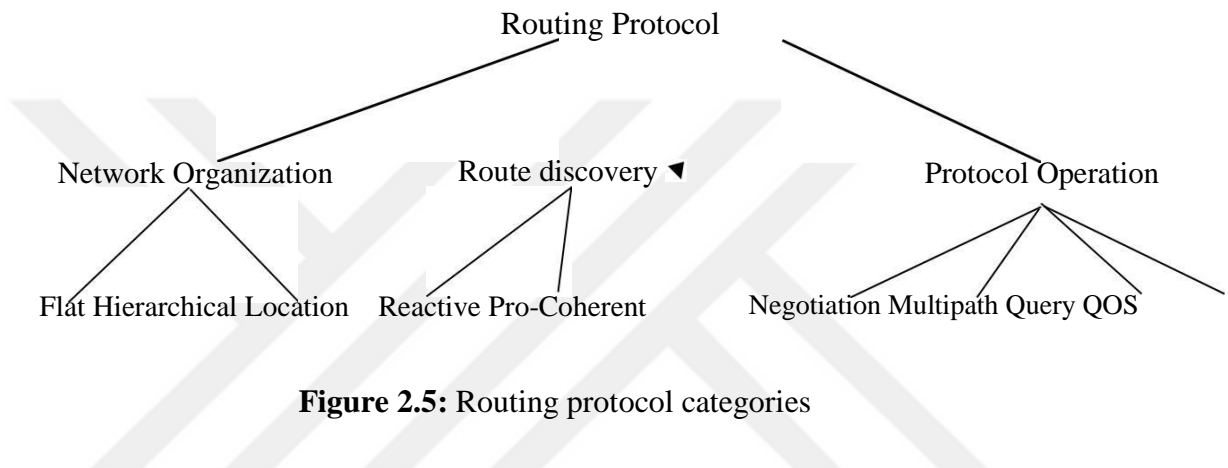 Routing Protocol
Network Organization Route discovery Protocol Operation
Flat Hierarchical Location Reactive Pro-Coherent Negotiation Multipath Query QOS
Figure 2.5: Routing protocol categories